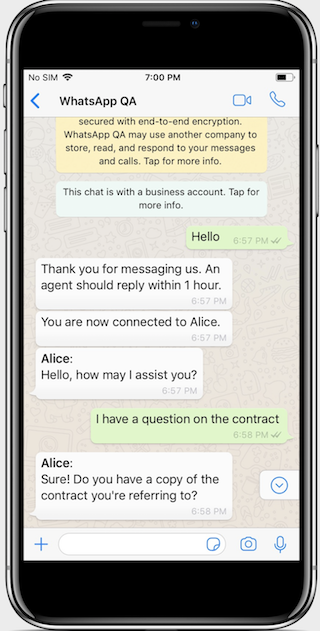 No SIM 7:00 PM
WhatsApp QA
secured with end-to-end encryption.
WhatsApp QA may use another company to
store, read, and respond to your messages
and calls. Tap for more info.
This chat is with a business account. Tap for
more info.
Hello 6:57 PM
Thank you for messaging us. An
agent should reply within 1 hour.
6:57 PM
You are now connected to Alice.
6:57 PM
Alice:
Hello, how may I assist you?
6:57 PM
I have a question on the contract
6:58 PM
Alice:
Sure! Do you have a copy of the
contract you're referring to?
6:58 PM